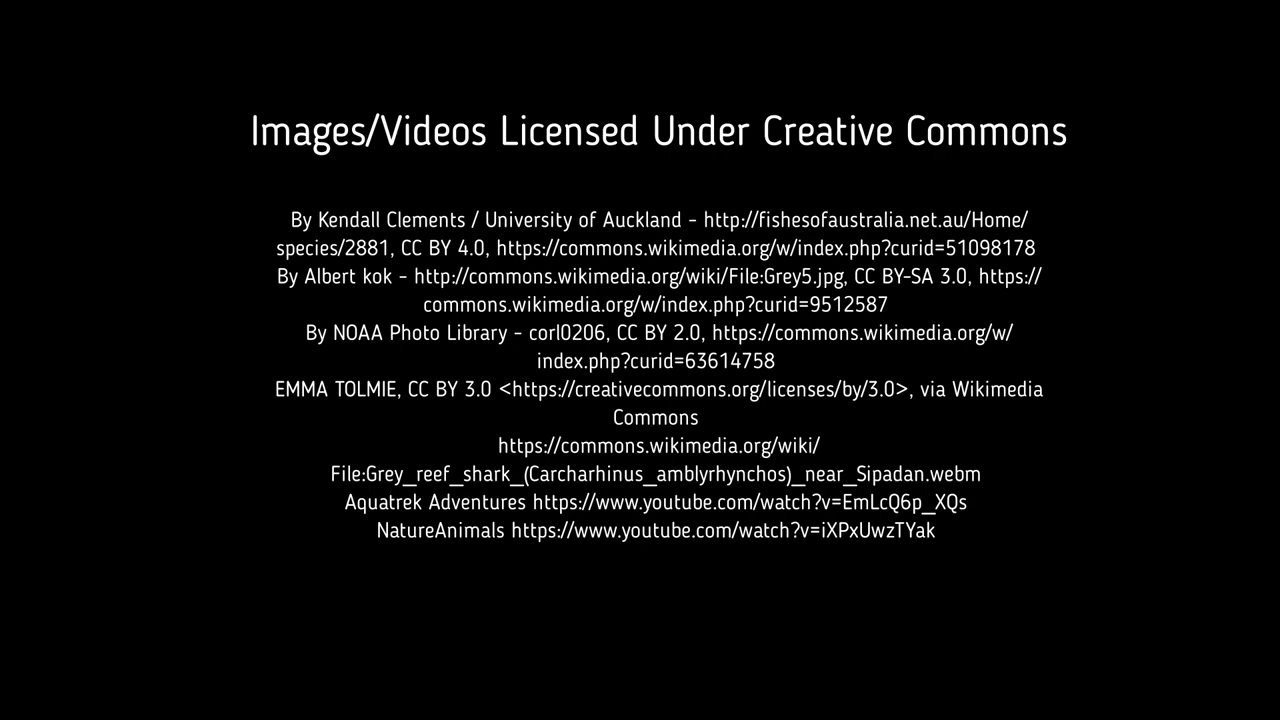 Images/Videos Licensed Under Creative Commons
By Kendall Clements / University of Auckland - http://fishesofaustralia.net.au/Home/
species/2881, CC BY 4.0, https://commons.wikimedia.org/w/index.php?curid=51098178
By Albert kok - http://commons.wikimedia.org/wiki/File:Grey5.jpg, CC BY-SA 3.0, https://
commons.wikimedia.org/w/index.php?curid=9512587
By NOAA Photo Library - corl0206, CC BY 2.0, https://commons.wikimedia.org/w/
index.php?curid=63614758
EMMA TOLMIE, CC BY 3.0 <https://creativecommons.org/licenses/by/3.0>, via Wikimedia
Commons
https://commons.wikimedia.org/wiki/
File:Grey_reef_shark_(Carcharhinus_amblyrhynchos)_near_Sipadan.webm
Aquatrek Adventures https://www.youtube.com/watch?v=EmLcQ6p_XQs
NatureAnimals https://www.youtube.com/watch?v=iXPxUwzTYak